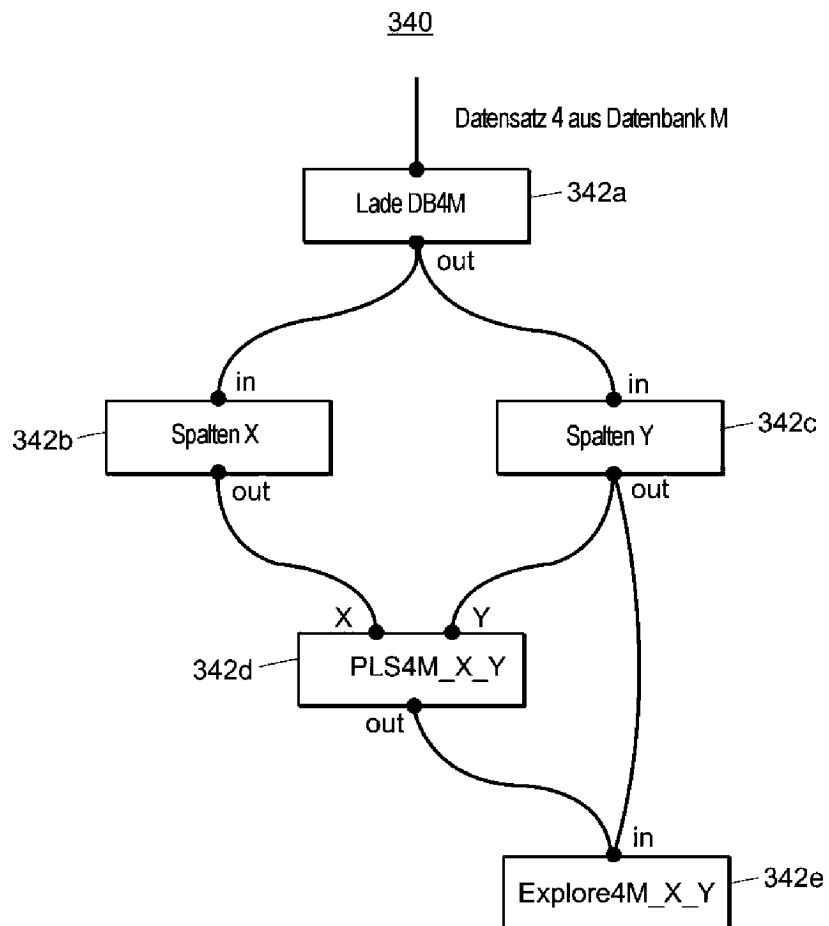 340
Datensatz 4 aus Datenbank M
Lade DB4M
342a
out
in
in
Spalten X
Spalten Y
342b
342c
out
out
X
Y
PLS4M_X_Y
342d
out
in
Explore4M_X_Y
342e